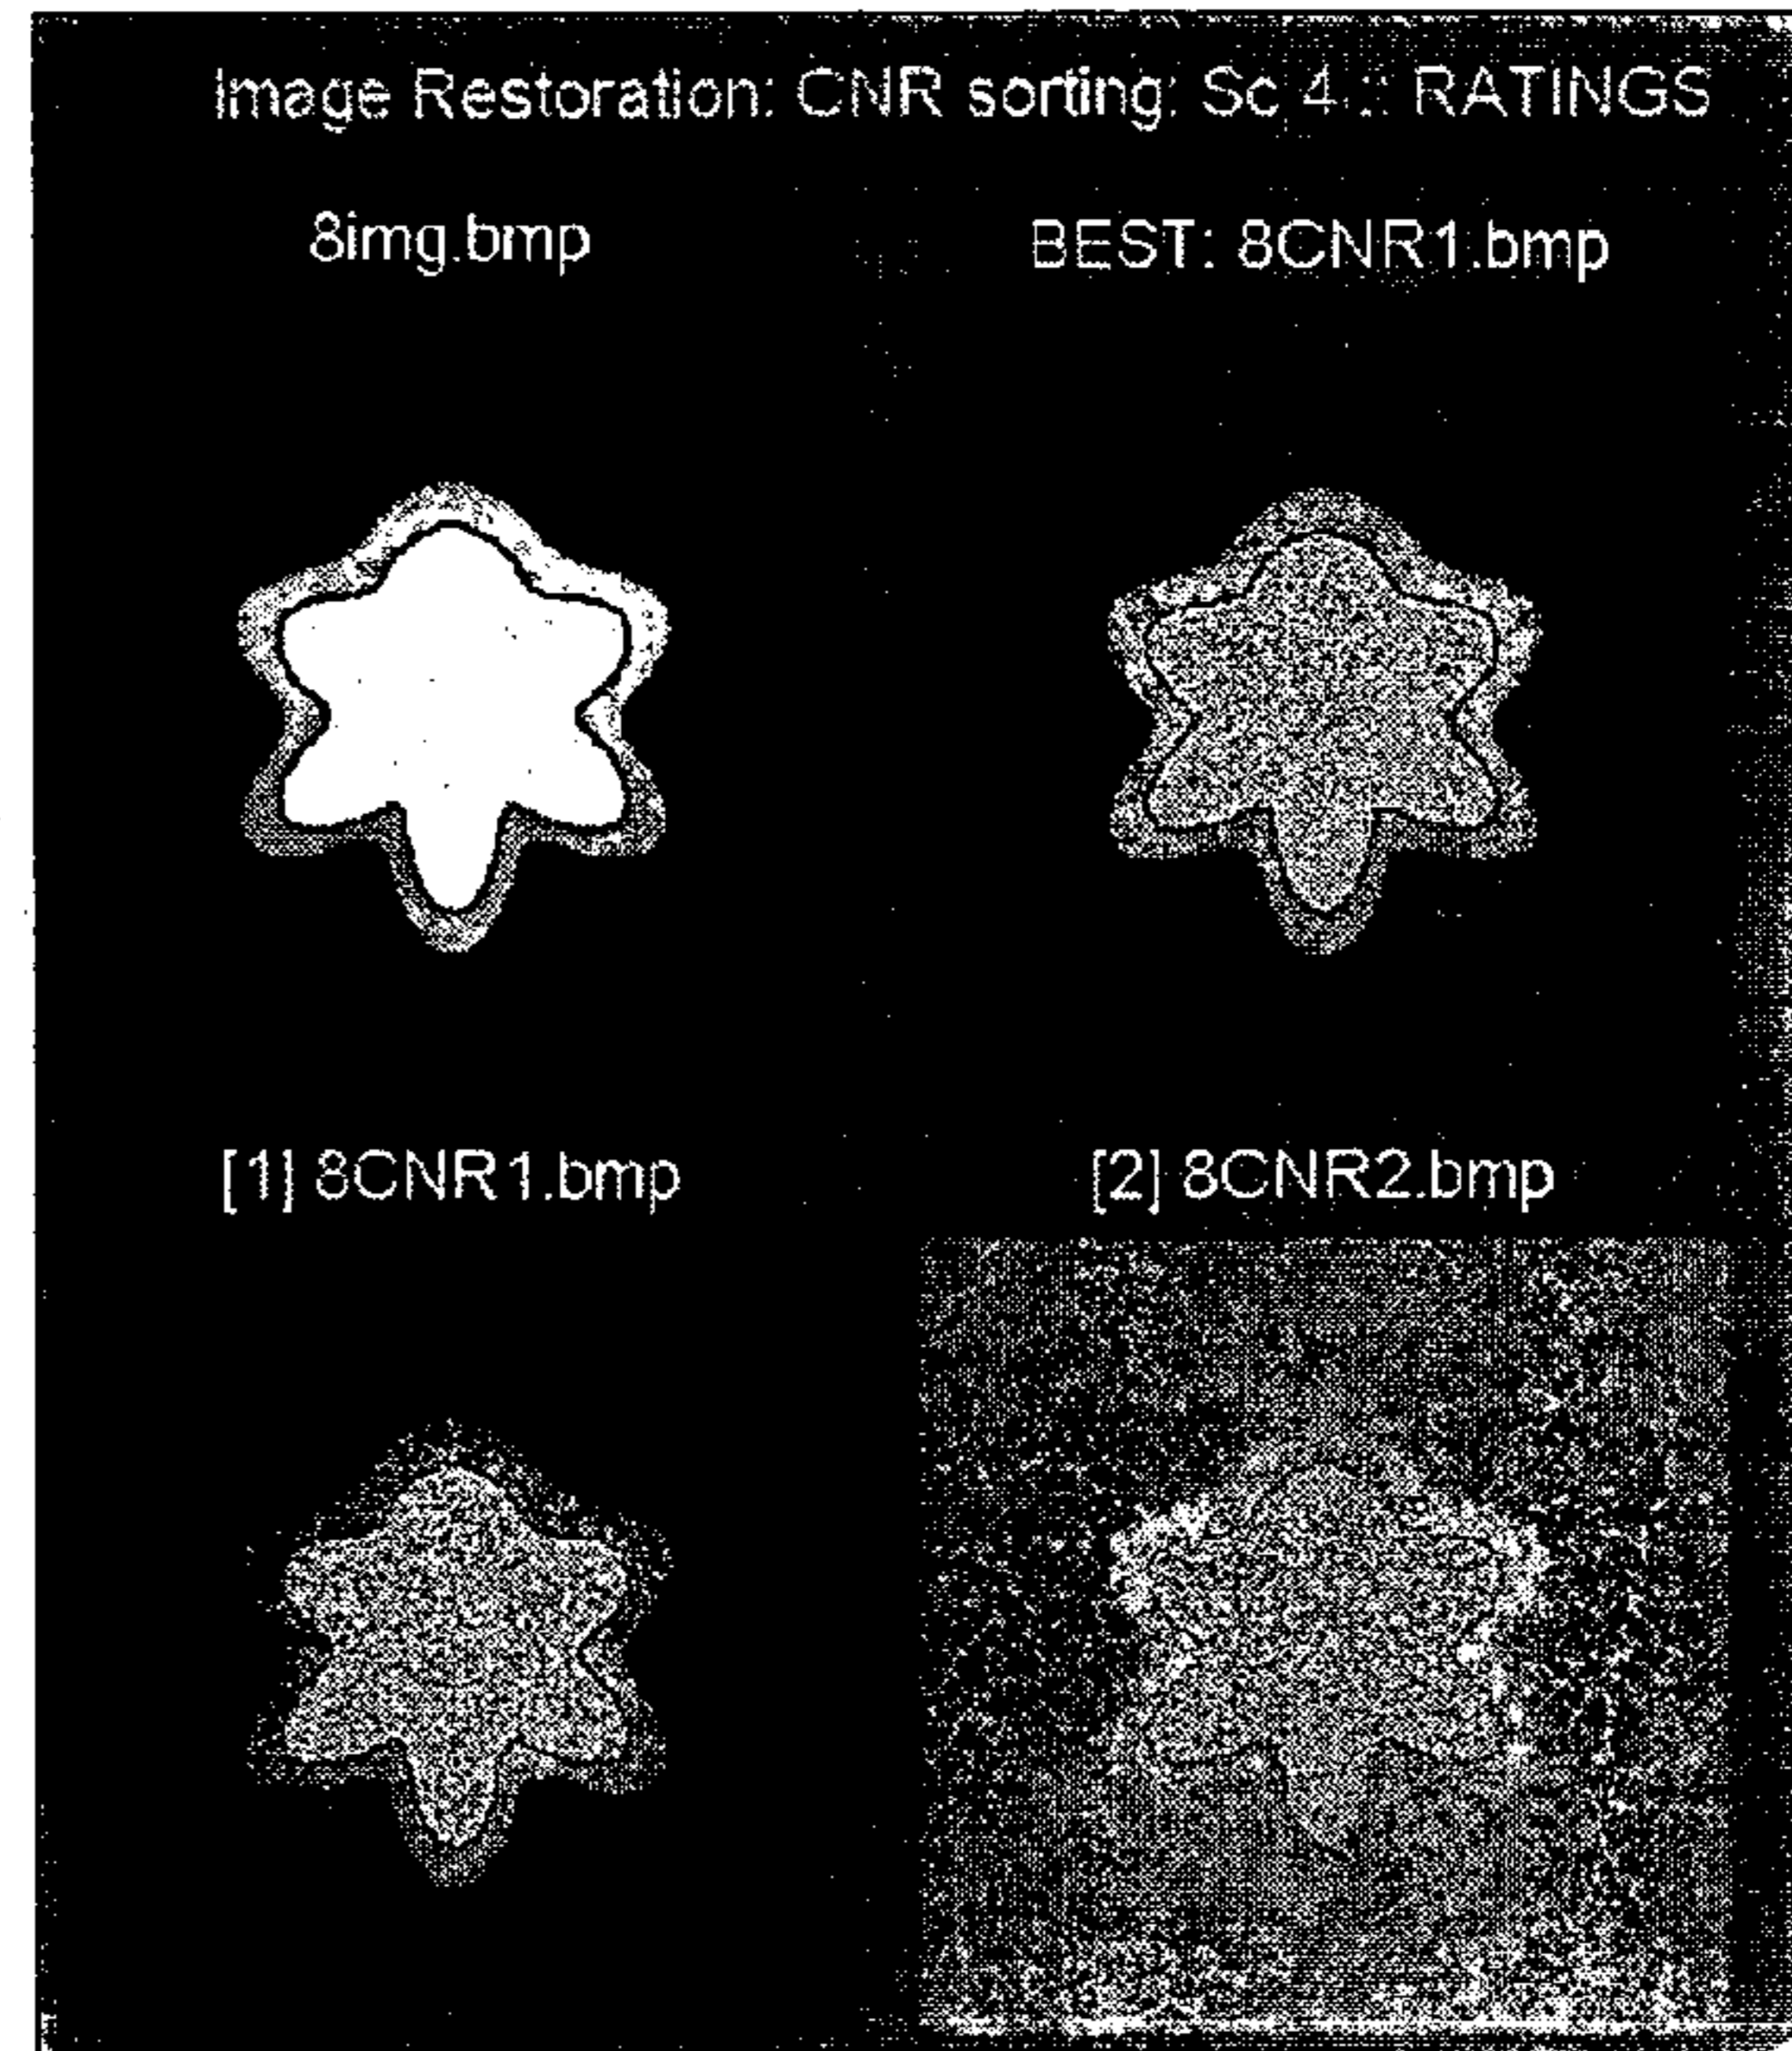 Image Restoration: CNR sorting: Sc 4 :: RATINGS
8img.bmp
BEST: 8CNR1.bmp
[1] 8CNR1.bmp
[2] 8CNR2.bmp